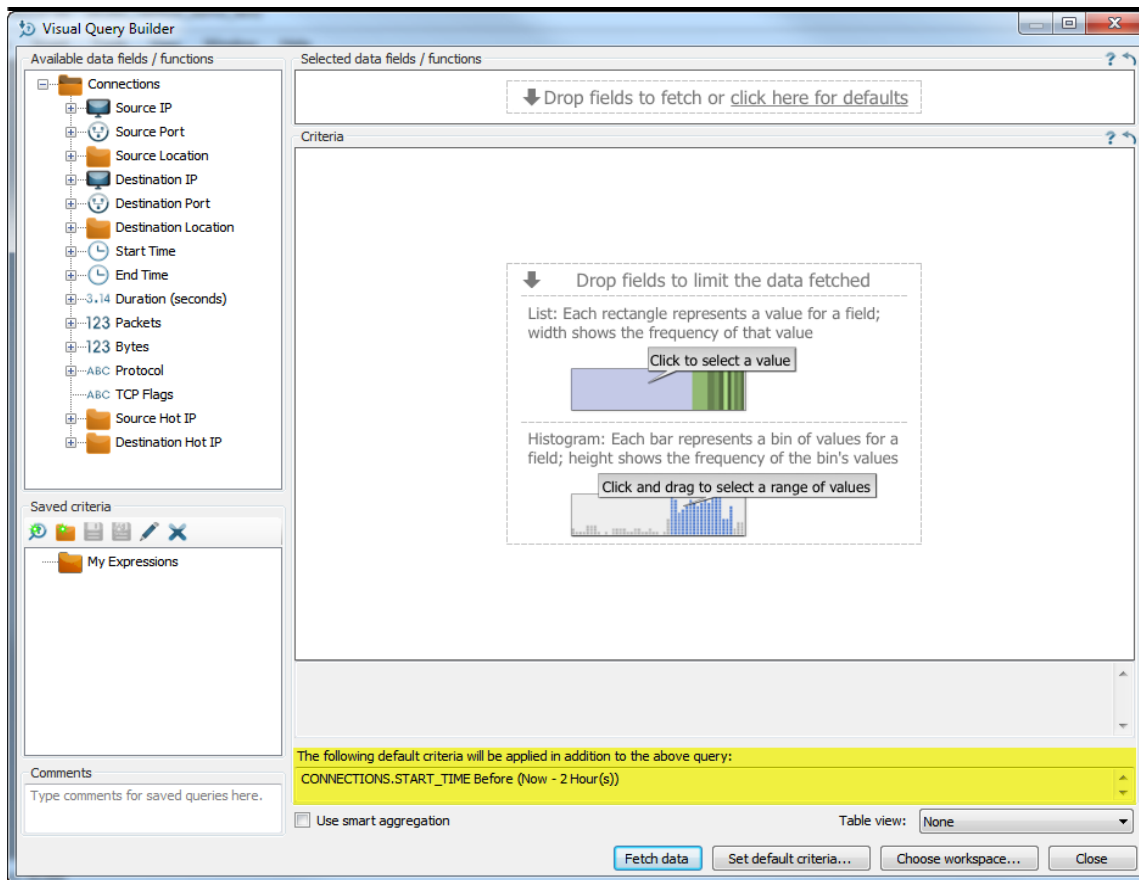 Visual Query Builder
Available data fields / functions
Connections
Source IP
Source Port
Source Location
Destination IP
Destination Port
Destination Location
Start Time
End Time
3.14 Duration (seconds)
123 Packets
123 Bytes
ABC Protocol
ABC TCP Flags
Source Hot IP
Destination Hot IP
Saved criteria
My Expressions
Comments
Type comments for saved queries here.
Selected data fields / functions
Drop fields to fetch or click here for defaults
Criteria
Drop fields to limit the data fetched
List: Each rectangle represents a value for a field;
width shows the frequency of that value
Click to select a value
Histogram: Each bar represents a bin of values for a
field; height shows the frequency of the bin's values
Click and drag to select a range of values
The following default criteria will be applied in addition to the above query:
CONNECTIONS.START_TIME Before (Now - 2 Hour(s))
Use smart aggregation
Table view: None
Fetch data
Set default criteria...
Choose workspace...
Close